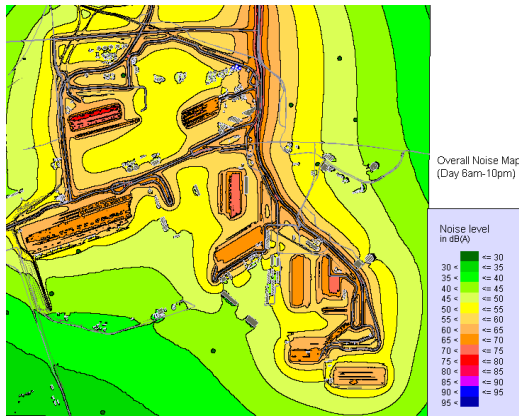 Overall Noise Map
(Day 6am-10pm)
Noise level
in dB(A)
<= 30
30 < <= 35
35 < <= 40
40 < <= 45
45 < <= 50
50 < <= 55
55 < <= 60
60 < <= 65
65 < <= 70
70 < <= 75
75 < <= 80
80 < <= 85
85 < <= 90
90 < <= 95
95 <